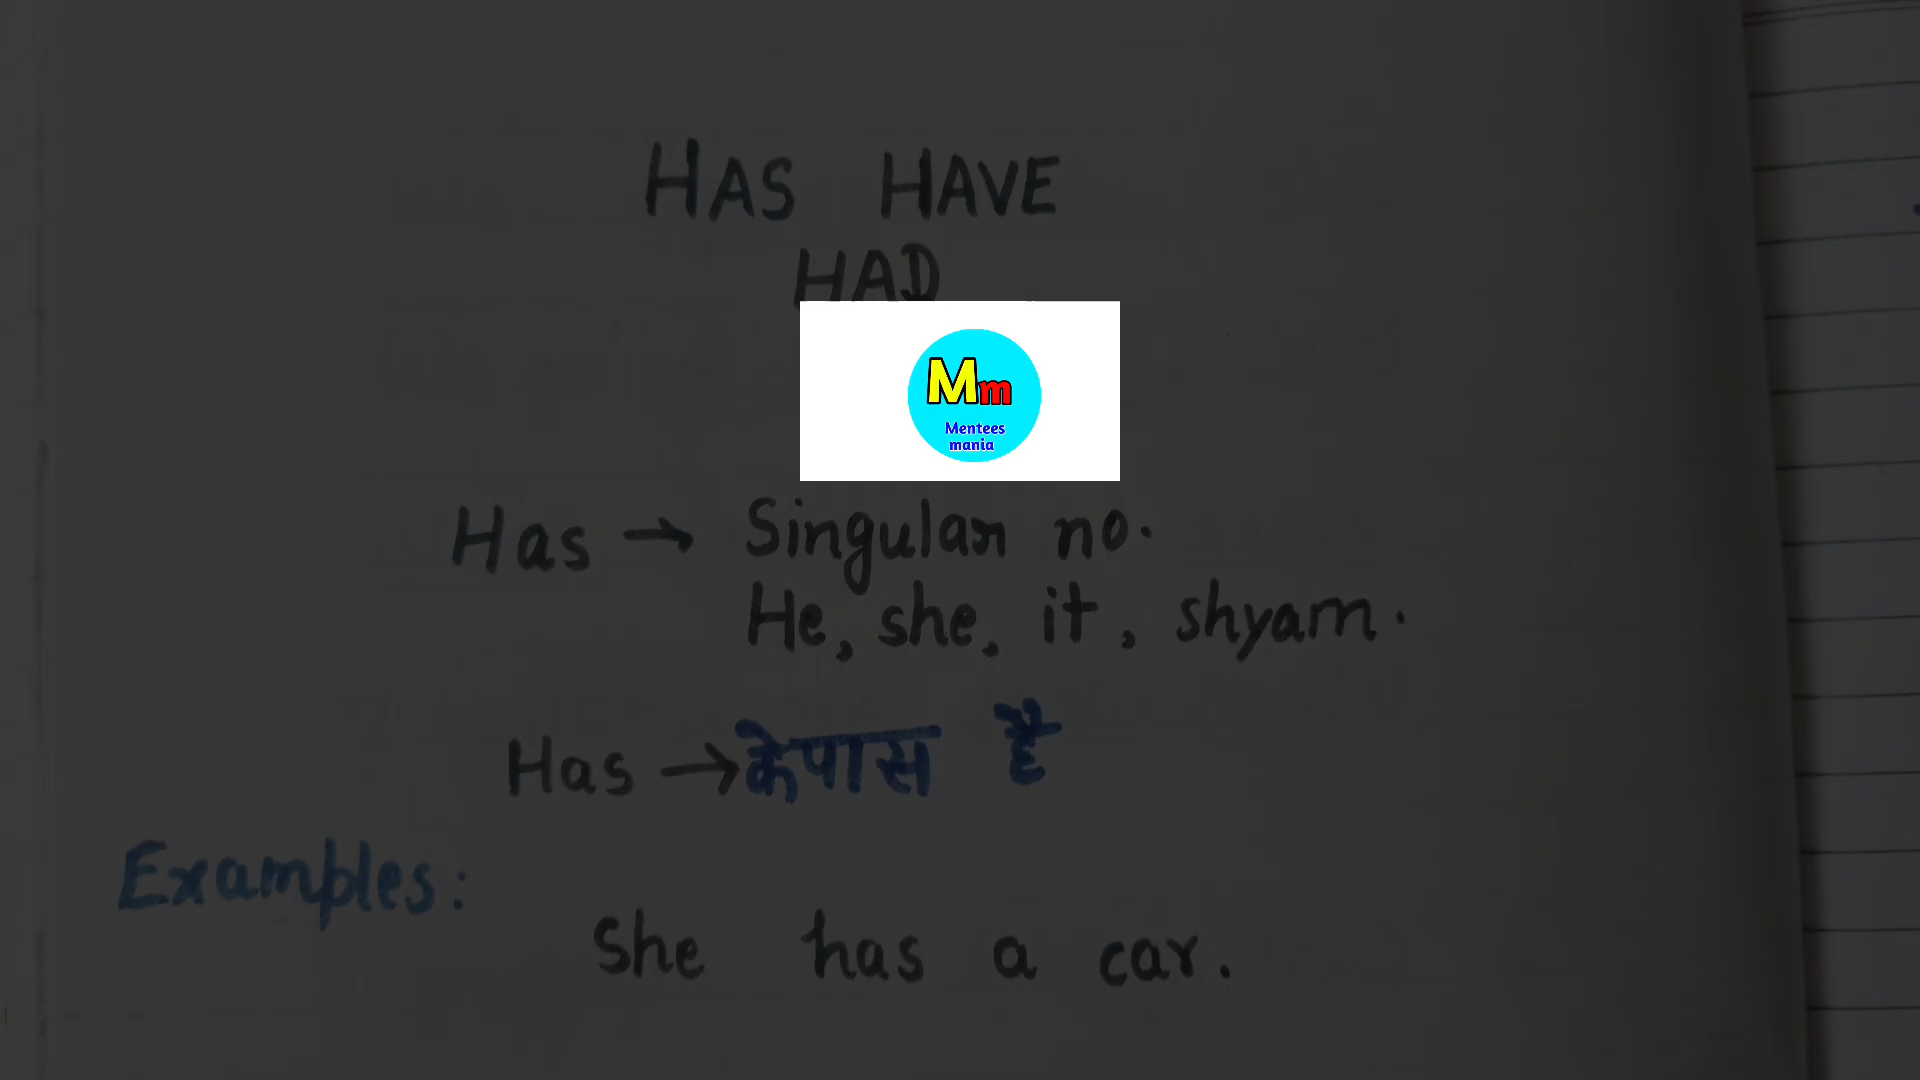 HAS HAVE
HAD
Mm
Mentees
mania
Has → Singular no.
He, she, it, shyam.
Has → के पास है
Examples:
She has a car.